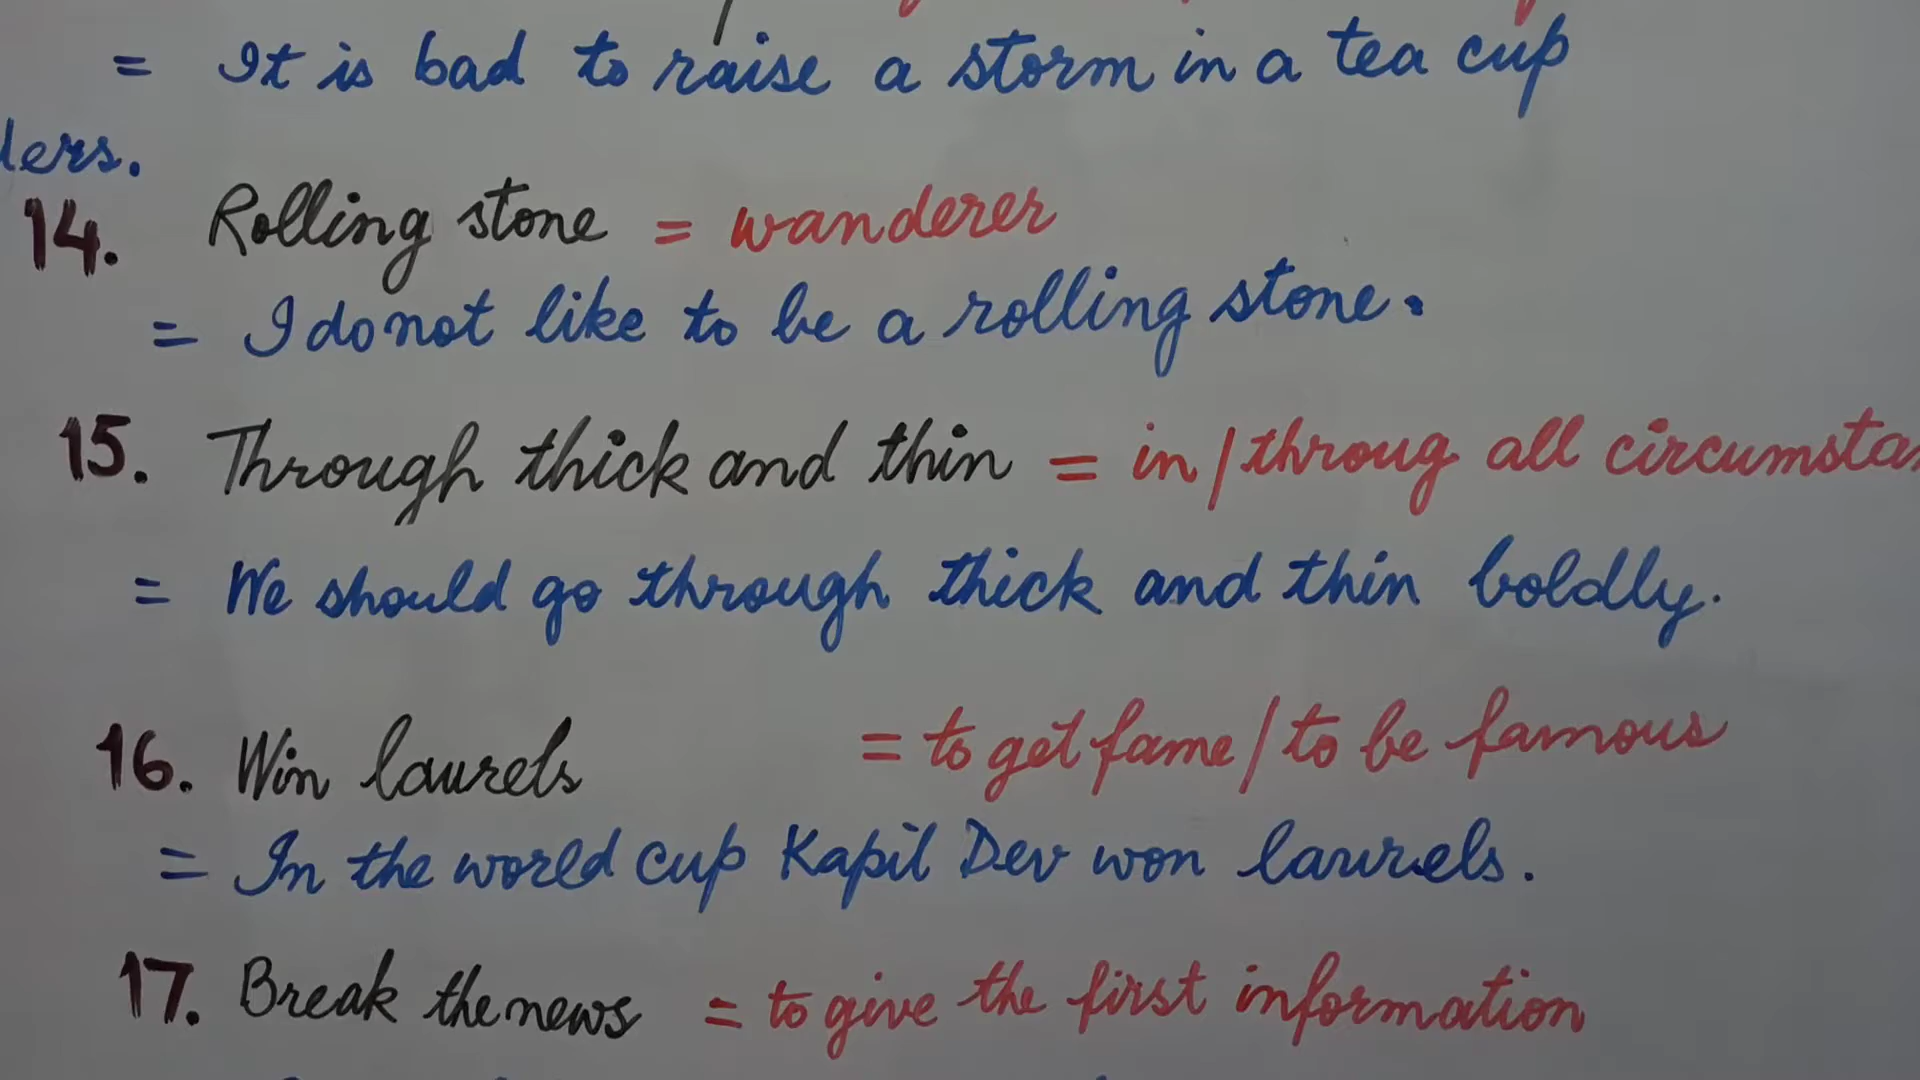 = It is bad to raise a storm in a tea cup
ders.
14. Rolling stone = wanderer
= I do not like to be a rolling stone.
15. Through thick and thin = in/throug all circumsta
= We should go through thick and thin boldly.
16. Win laurels = to get fame/to be famous
= In the world cup Kapil Dev won laurels.
17. Break the news = to give the first information